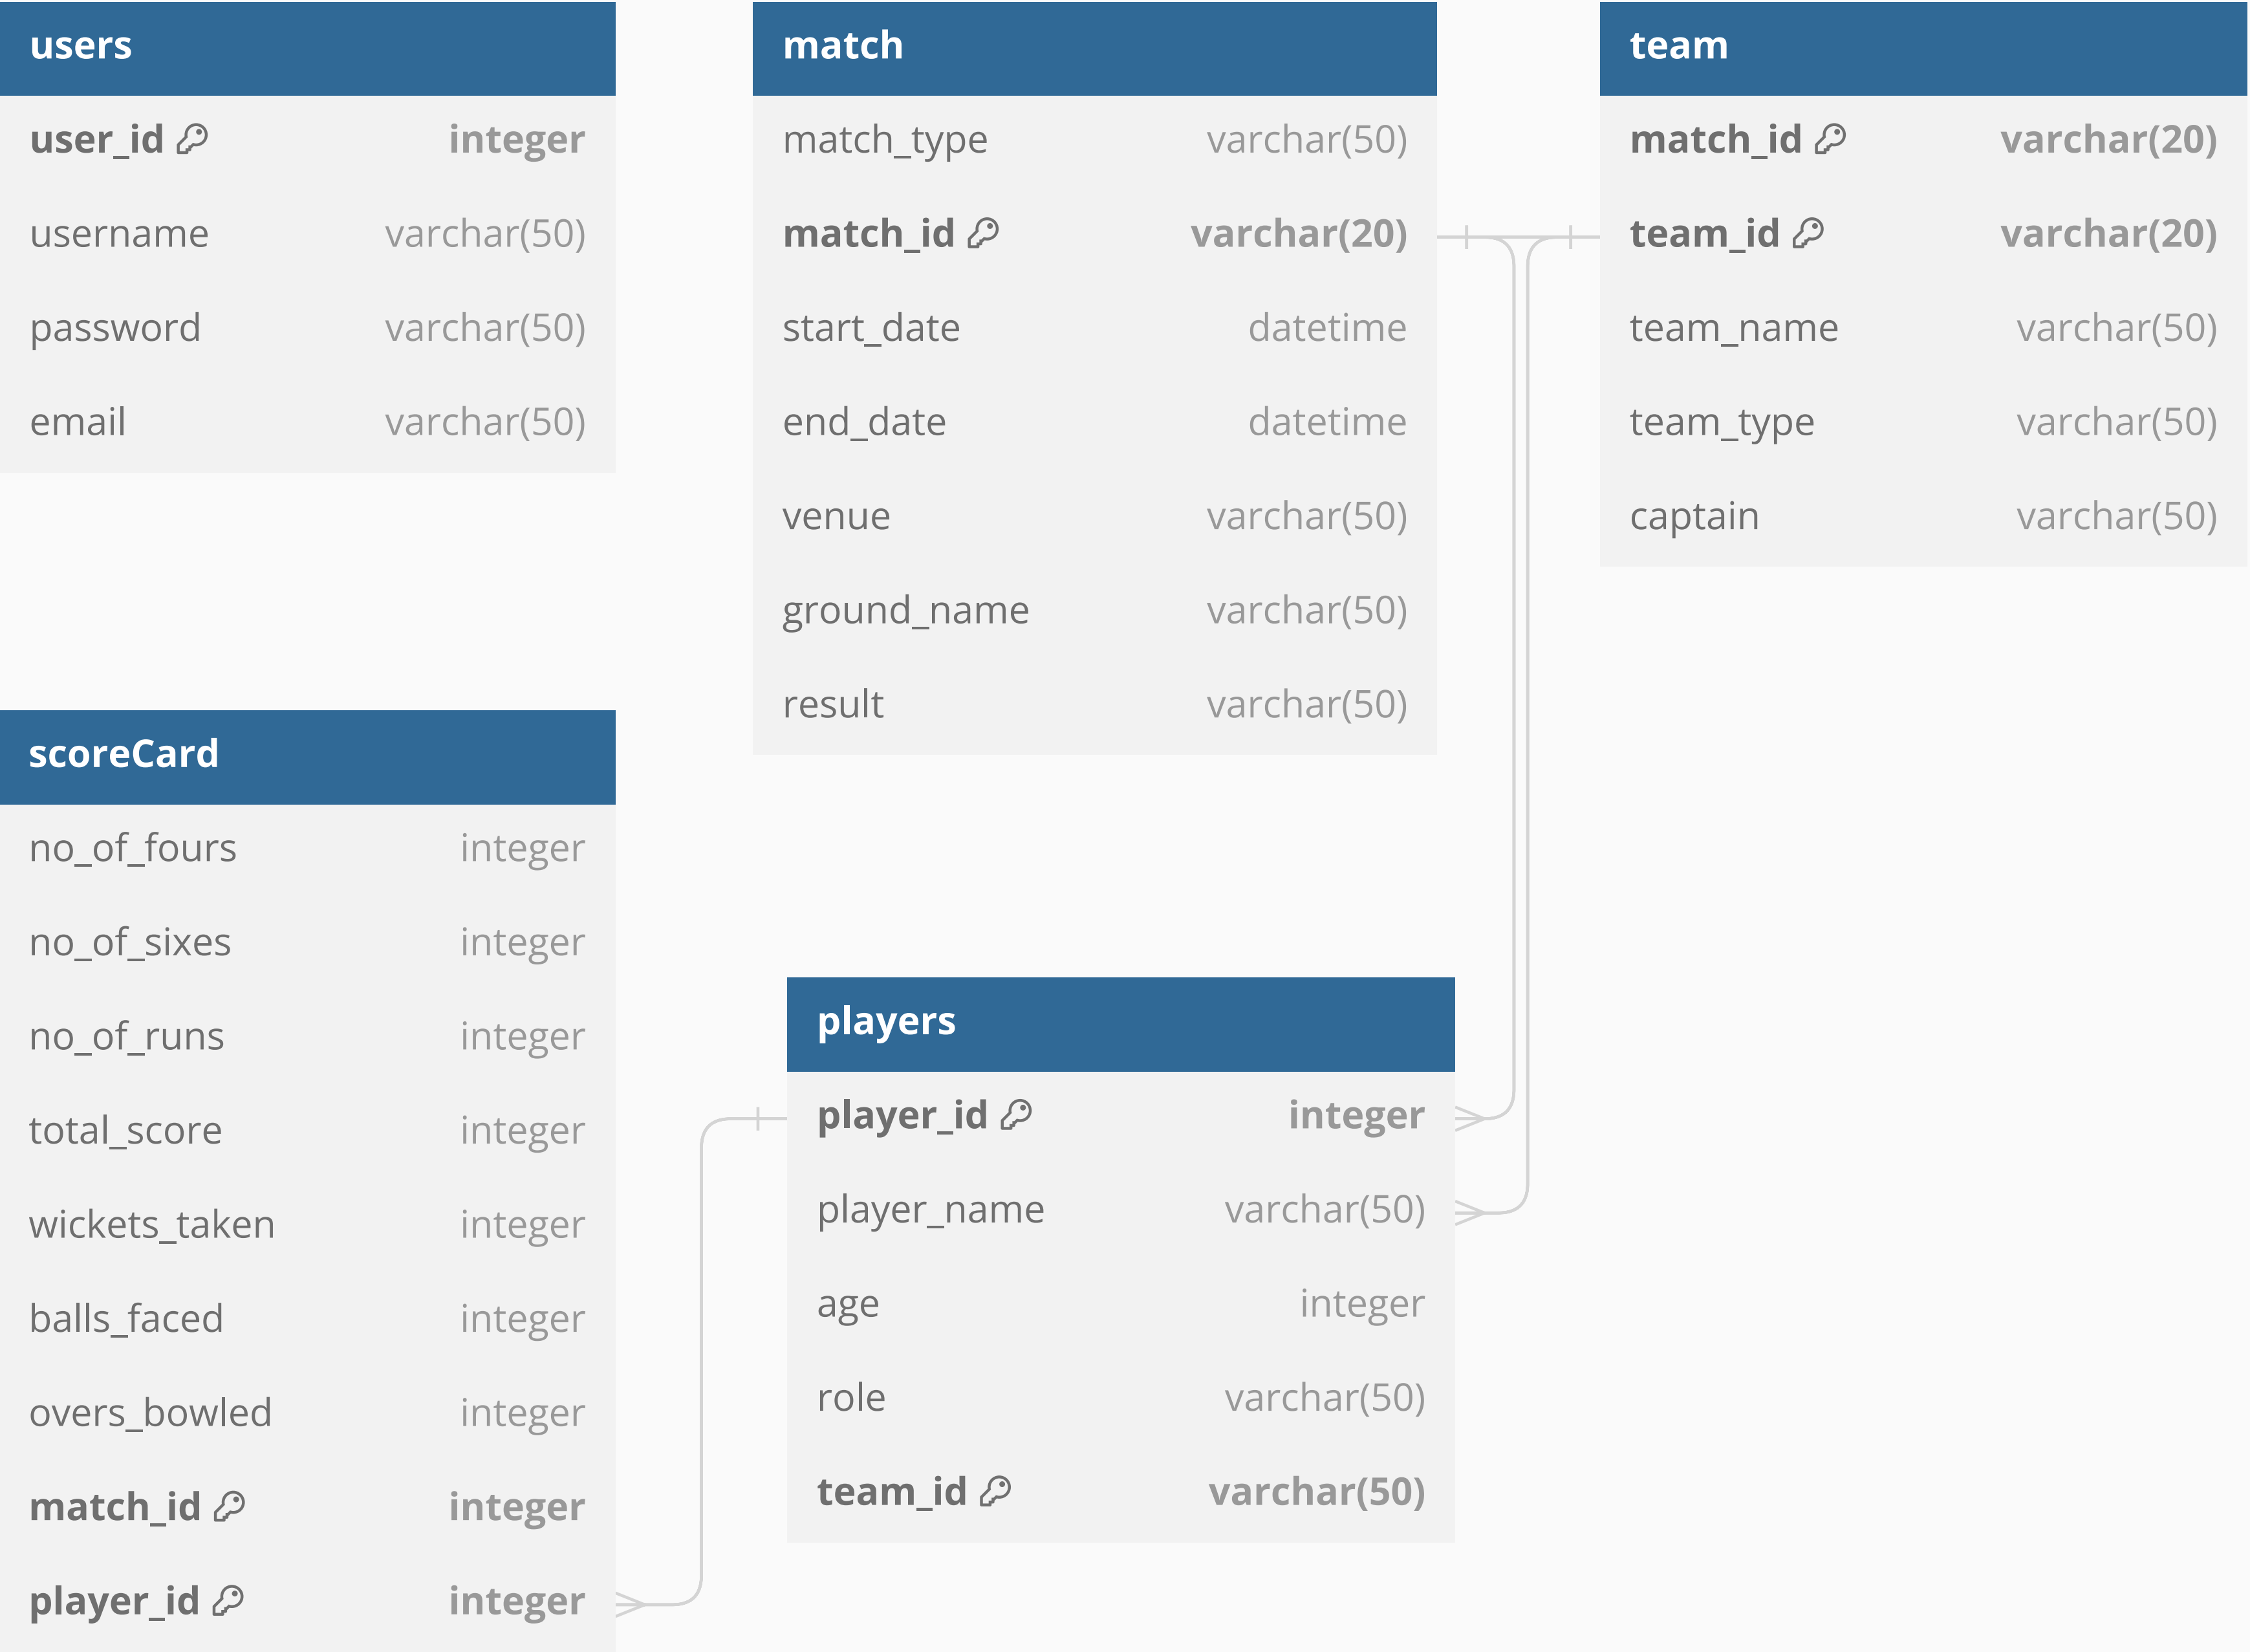 users
user_id integer
username varchar(50)
password varchar(50)
email varchar(50)
match
match_type varchar(50)
match_id varchar(20)
start_date datetime
end_date datetime
venue varchar(50)
ground_name varchar(50)
result varchar(50)
team
match_id varchar(20)
team_id varchar(20)
team_name varchar(50)
team_type varchar(50)
captain varchar(50)
scoreCard
no_of_fours integer
no_of_sixes integer
no_of_runs integer
total_score integer
wickets_taken integer
balls_faced integer
overs_bowled integer
match_id integer
player_id integer
players
player_id integer
player_name varchar(50)
age integer
role varchar(50)
team_id varchar(50)